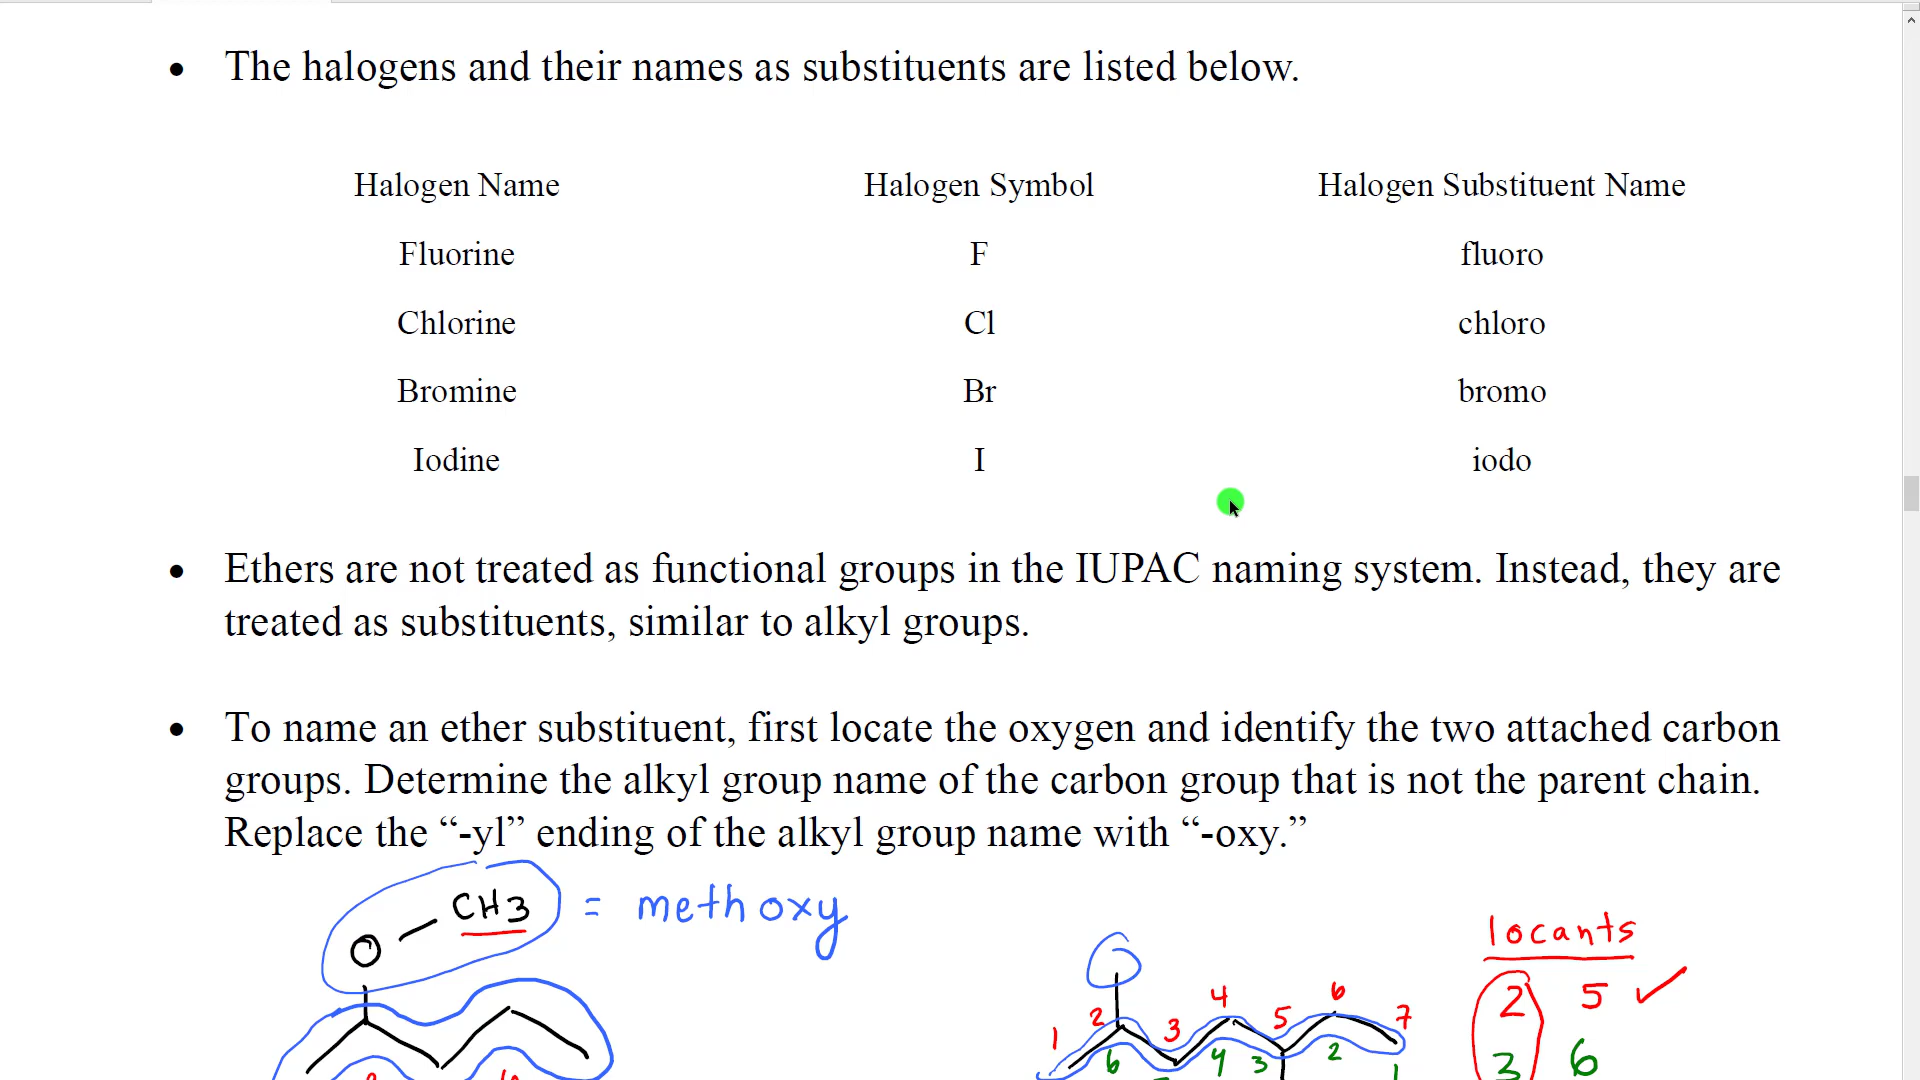 • The halogens and their names as substituents are listed below.
Halogen Name Halogen Symbol Halogen Substituent Name
Fluorine F fluoro
Chlorine Cl chloro
Bromine Br bromo
Iodine I iodo
• Ethers are not treated as functional groups in the IUPAC naming system. Instead, they are
treated as substituents, similar to alkyl groups.
• To name an ether substituent, first locate the oxygen and identify the two attached carbon
groups. Determine the alkyl group name of the carbon group that is not the parent chain.
Replace the “-yl” ending of the alkyl group name with “-oxy.”
O — CH3 = methoxy
locants
2 5 ✓
3 6
1 2 3 4 5 6 7
6 4 3 2